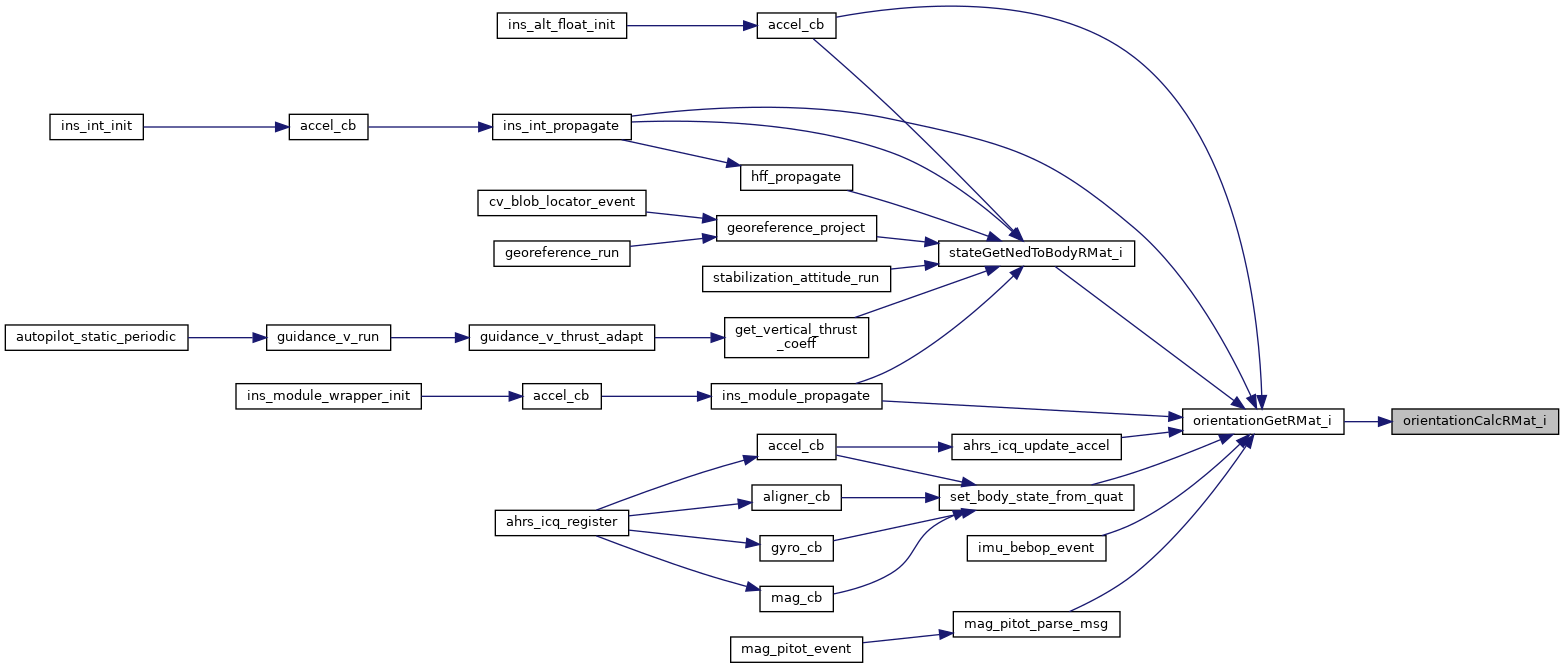 ins_alt_float_init
accel_cb
ins_int_init
accel_cb
ins_int_propagate
hff_propagate
cv_blob_locator_event
georeference_project
georeference_run
stateGetNedToBodyRMat_i
stabilization_attitude_run
autopilot_static_periodic
guidance_v_run
guidance_v_thrust_adapt
get_vertical_thrust
_coeff
ins_module_wrapper_init
accel_cb
ins_module_propagate
orientationGetRMat_i
orientationCalcRMat_i
accel_cb
ahrs_icq_update_accel
aligner_cb
set_body_state_from_quat
ahrs_icq_register
gyro_cb
imu_bebop_event
mag_cb
mag_pitot_parse_msg
mag_pitot_event